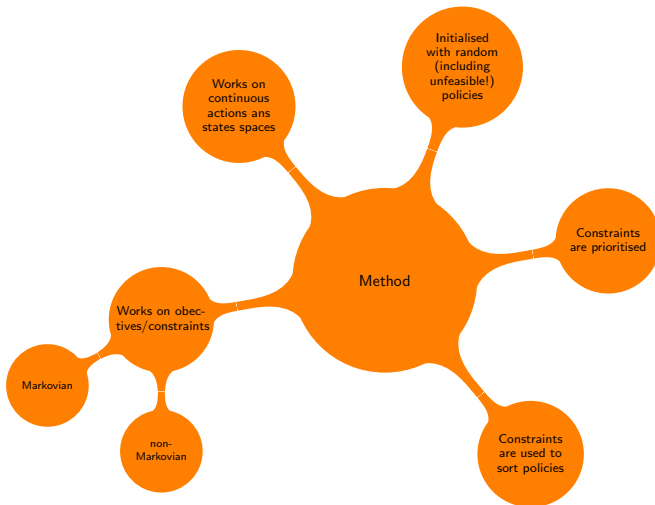 Initialised
with random
(including
unfeasible!)
policies
Works on
continuous
actions ans
states spaces
Constraints
are prioritised
Method
Works on obec-
tives/constraints
Markovian
non-
Markovian
Constraints
are used to
sort policies